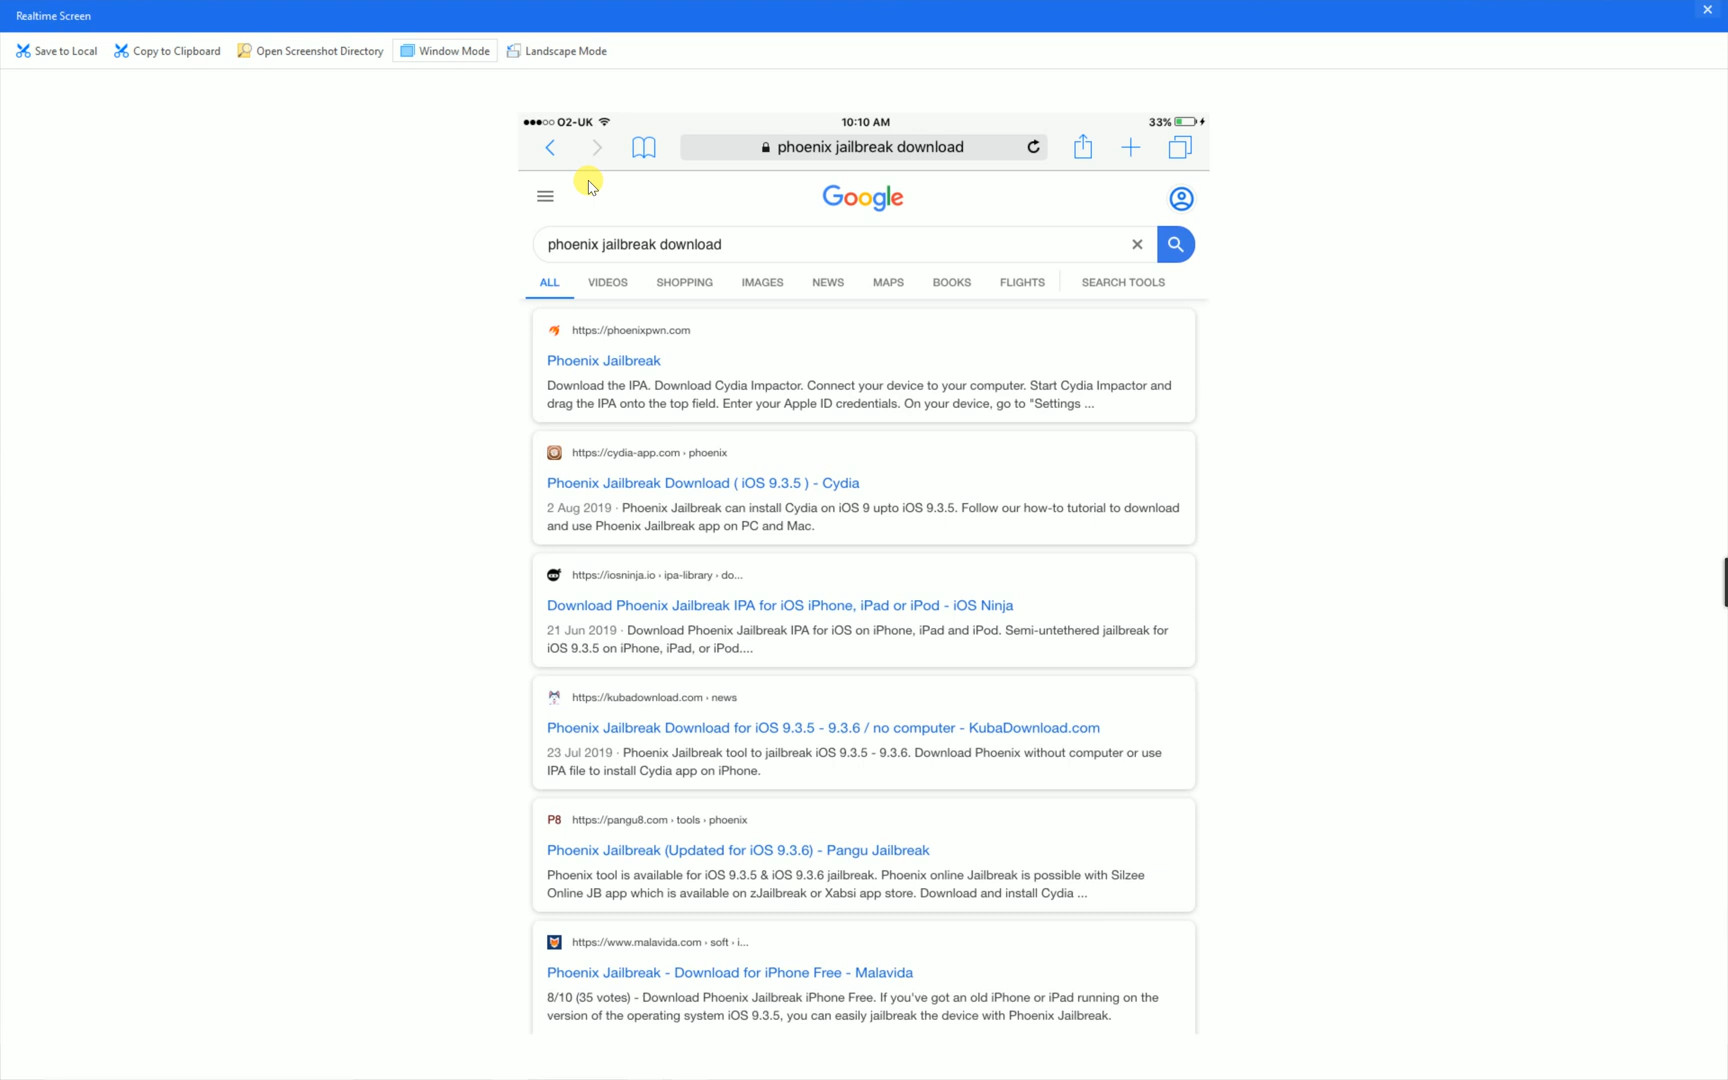 Realtime Screen
Save to Local Copy to Clipboard Open Screenshot Directory Window Mode Landscape Mode
O2-UK 10:10 AM 33%
phoenix jailbreak download
Google
phoenix jailbreak download
ALL VIDEOS SHOPPING IMAGES NEWS MAPS BOOKS FLIGHTS SEARCH TOOLS
https://phoenixpwn.com
Phoenix Jailbreak
Download the IPA. Download Cydia Impactor. Connect your device to your computer. Start Cydia Impactor and
drag the IPA onto the top field. Enter your Apple ID credentials. On your device, go to "Settings ...
https://cydia-app.com › phoenix
Phoenix Jailbreak Download ( iOS 9.3.5 ) - Cydia
2 Aug 2019 · Phoenix Jailbreak can install Cydia on iOS 9 upto iOS 9.3.5. Follow our how-to tutorial to download
and use Phoenix Jailbreak app on PC and Mac.
https://iosninja.io › ipa-library › do...
Download Phoenix Jailbreak IPA for iOS iPhone, iPad or iPod - iOS Ninja
21 Jun 2019 · Download Phoenix Jailbreak IPA for iOS on iPhone, iPad and iPod. Semi-untethered jailbreak for
iOS 9.3.5 on iPhone, iPad, or iPod....
https://kubadownload.com › news
Phoenix Jailbreak Download for iOS 9.3.5 - 9.3.6 / no computer - KubaDownload.com
23 Jul 2019 · Phoenix Jailbreak tool to jailbreak iOS 9.3.5 - 9.3.6. Download Phoenix without computer or use
IPA file to install Cydia app on iPhone.
P8 https://pangu8.com › tools › phoenix
Phoenix Jailbreak (Updated for iOS 9.3.6) - Pangu Jailbreak
Phoenix tool is available for iOS 9.3.5 & iOS 9.3.6 jailbreak. Phoenix online Jailbreak is possible with Silzee
Online JB app which is available on zJailbreak or Xabsi app store. Download and install Cydia ...
https://www.malavida.com › soft › i...
Phoenix Jailbreak - Download for iPhone Free - Malavida
8/10 (35 votes) - Download Phoenix Jailbreak iPhone Free. If you've got an old iPhone or iPad running on the
version of the operating system iOS 9.3.5, you can easily jailbreak the device with Phoenix Jailbreak.